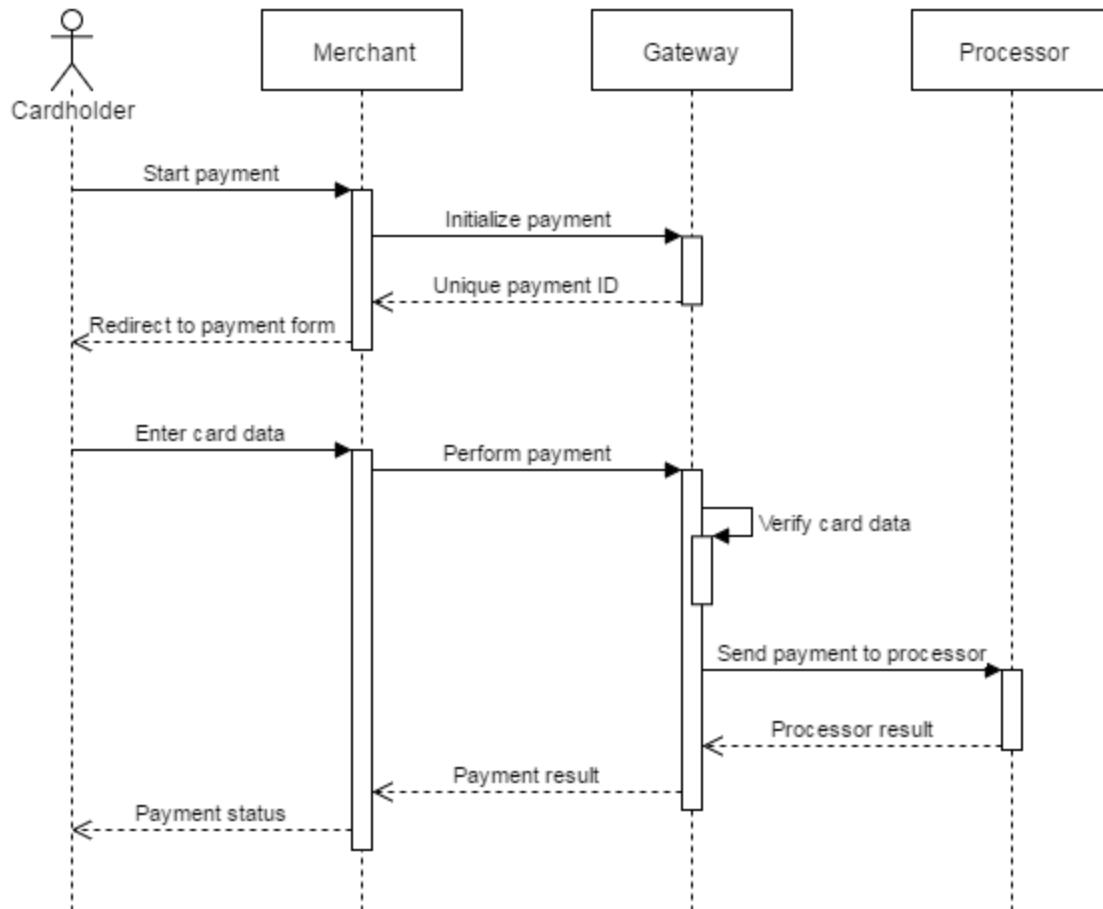 Merchant
Gateway
Processor
Cardholder
Start payment
Initialize payment
Unique payment ID
Redirect to payment form
Enter card data
Perform payment
Verify card data
Send payment to processor
Processor result
Payment result
Payment status